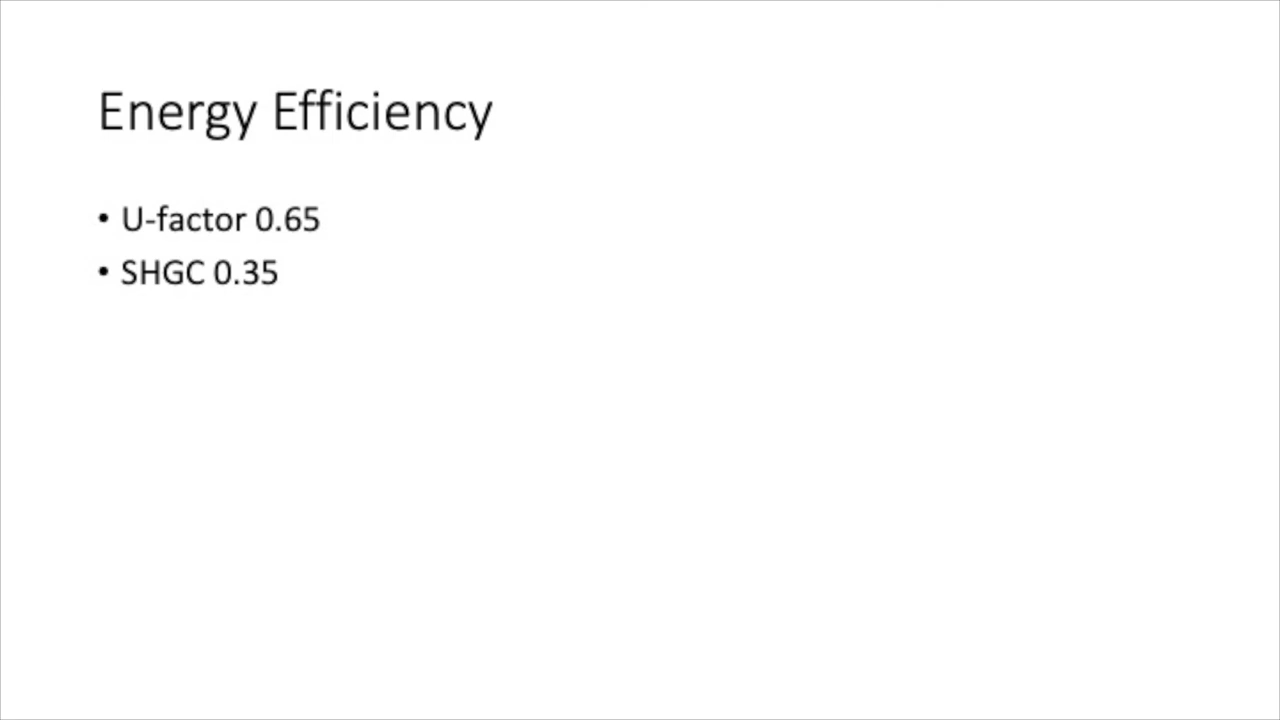 Energy Efficiency
• U-factor 0.65
• SHGC 0.35